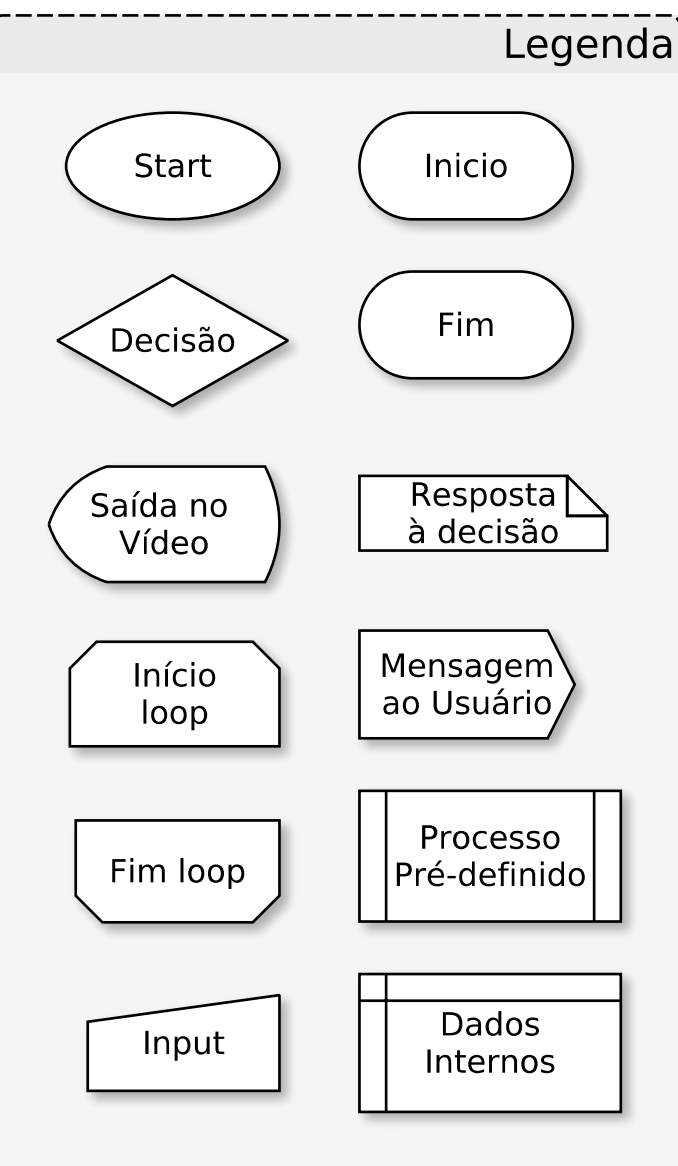 Legenda
Start
Inicio
Decisão
Fim
Saída no
Vídeo
Resposta
à decisão
Início
loop
Mensagem
ao Usuário
Fim loop
Processo
Pré-definido
Input
Dados
Internos